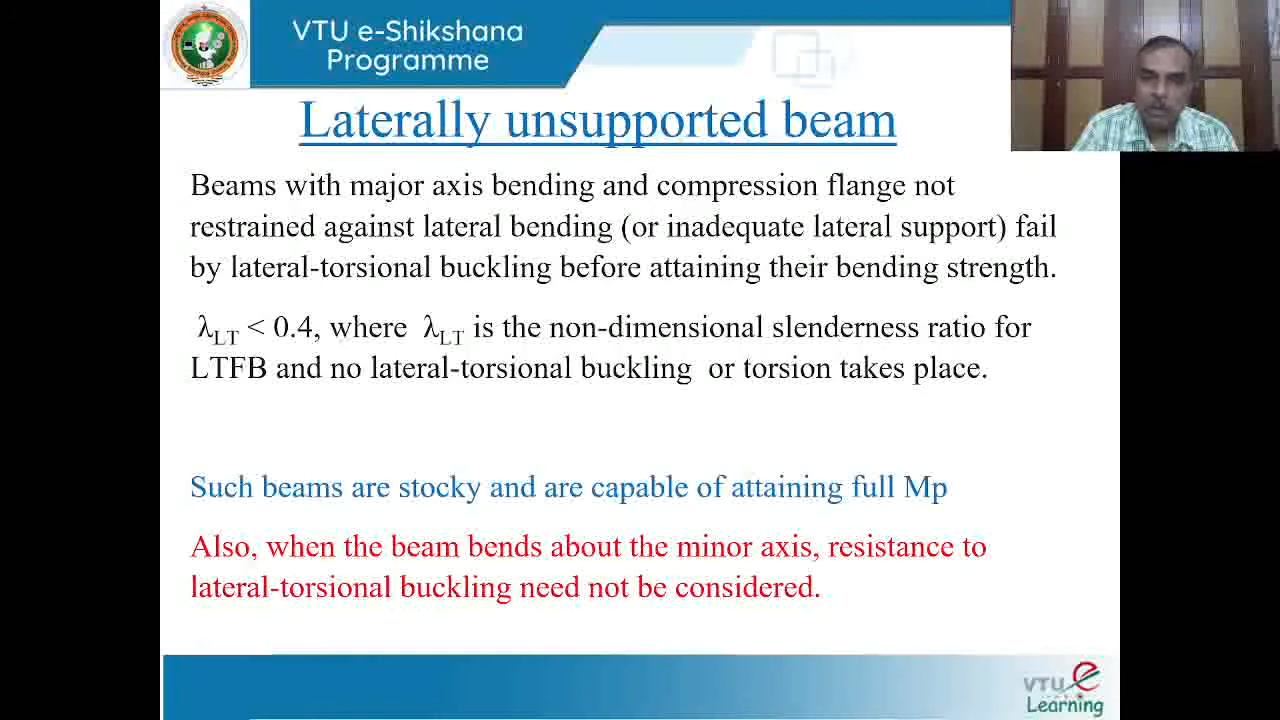 VTU e-Shikshana
Programme
Laterally unsupported beam
Beams with major axis bending and compression flange not
restrained against lateral bending (or inadequate lateral support) fail
by lateral-torsional buckling before attaining their bending strength.
λLT < 0.4, where λLT is the non-dimensional slenderness ratio for
LTFB and no lateral-torsional buckling or torsion takes place.
Such beams are stocky and are capable of attaining full Mp
Also, when the beam bends about the minor axis, resistance to
lateral-torsional buckling need not be considered.
VTU e
Learning